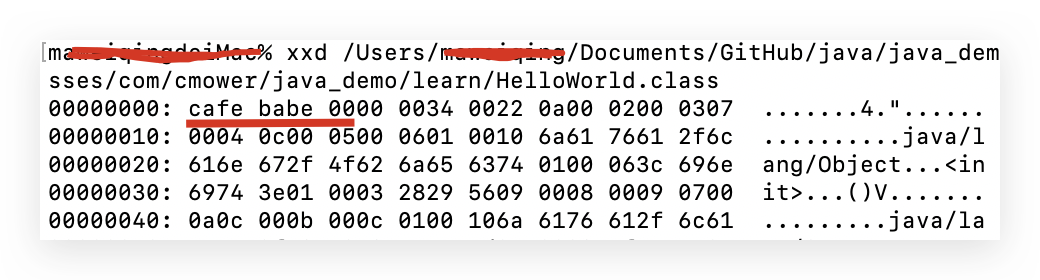 % xxd /Users/ /Documents/GitHub/java/java_dem
sses/com/cmower/java_demo/learn/HelloWorld.class
00000000: cafe babe 0000 0034 0022 0a00 0200 0307 .......4."......
00000010: 0004 0c00 0500 0601 0010 6a61 7661 2f6c ..........java/l
00000020: 616e 672f 4f62 6a65 6374 0100 063c 696e ang/Object...<in
00000030: 6974 3e01 0003 2829 5609 0008 0009 0700 it>...()V.......
00000040: 0a0c 000b 000c 0100 106a 6176 612f 6c61 .........java/la